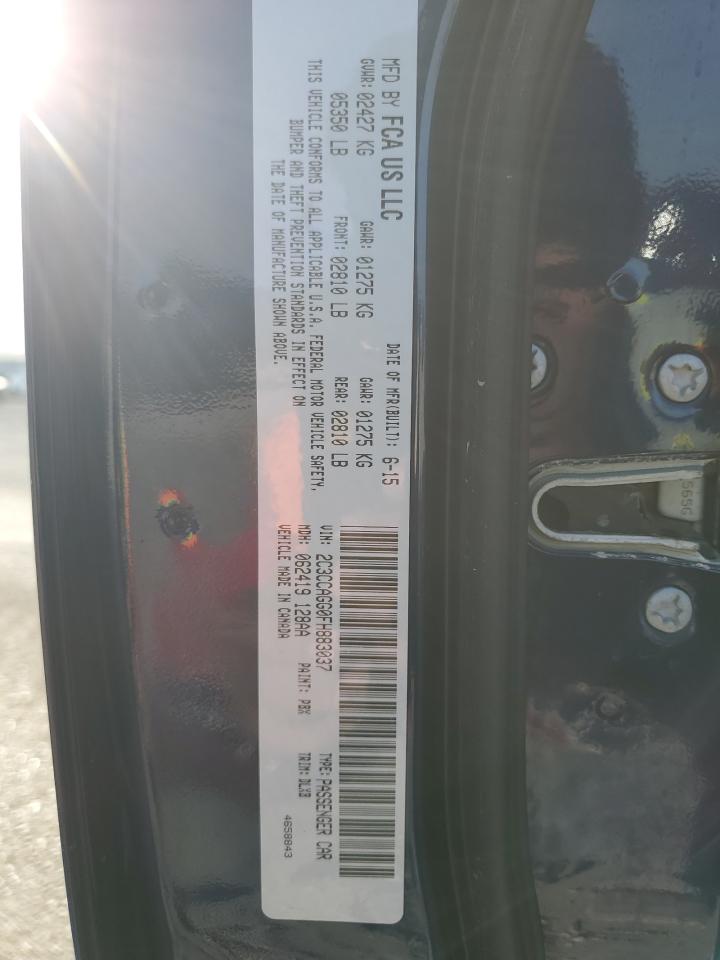 MFD BY FCA US LLC
DATE OF MFR(BUILT): 6-15
GVWR: 02427 KG GAWR: 01275 KG GAWR: 01275 KG
05350 LB FRONT: 02810 LB REAR: 02810 LB
THIS VEHICLE CONFORMS TO ALL APPLICABLE U.S.A. FEDERAL MOTOR VEHICLE SAFETY,
BUMPER AND THEFT PREVENTION STANDARDS IN EFFECT ON
THE DATE OF MANUFACTURE SHOWN ABOVE.
VIN: 2C3CCAGG0FH883037 TYPE: PASSENGER CAR
MDH: 062419 128AA PAINT: PBX TRIM:
VEHICLE MADE IN CANADA
4658843